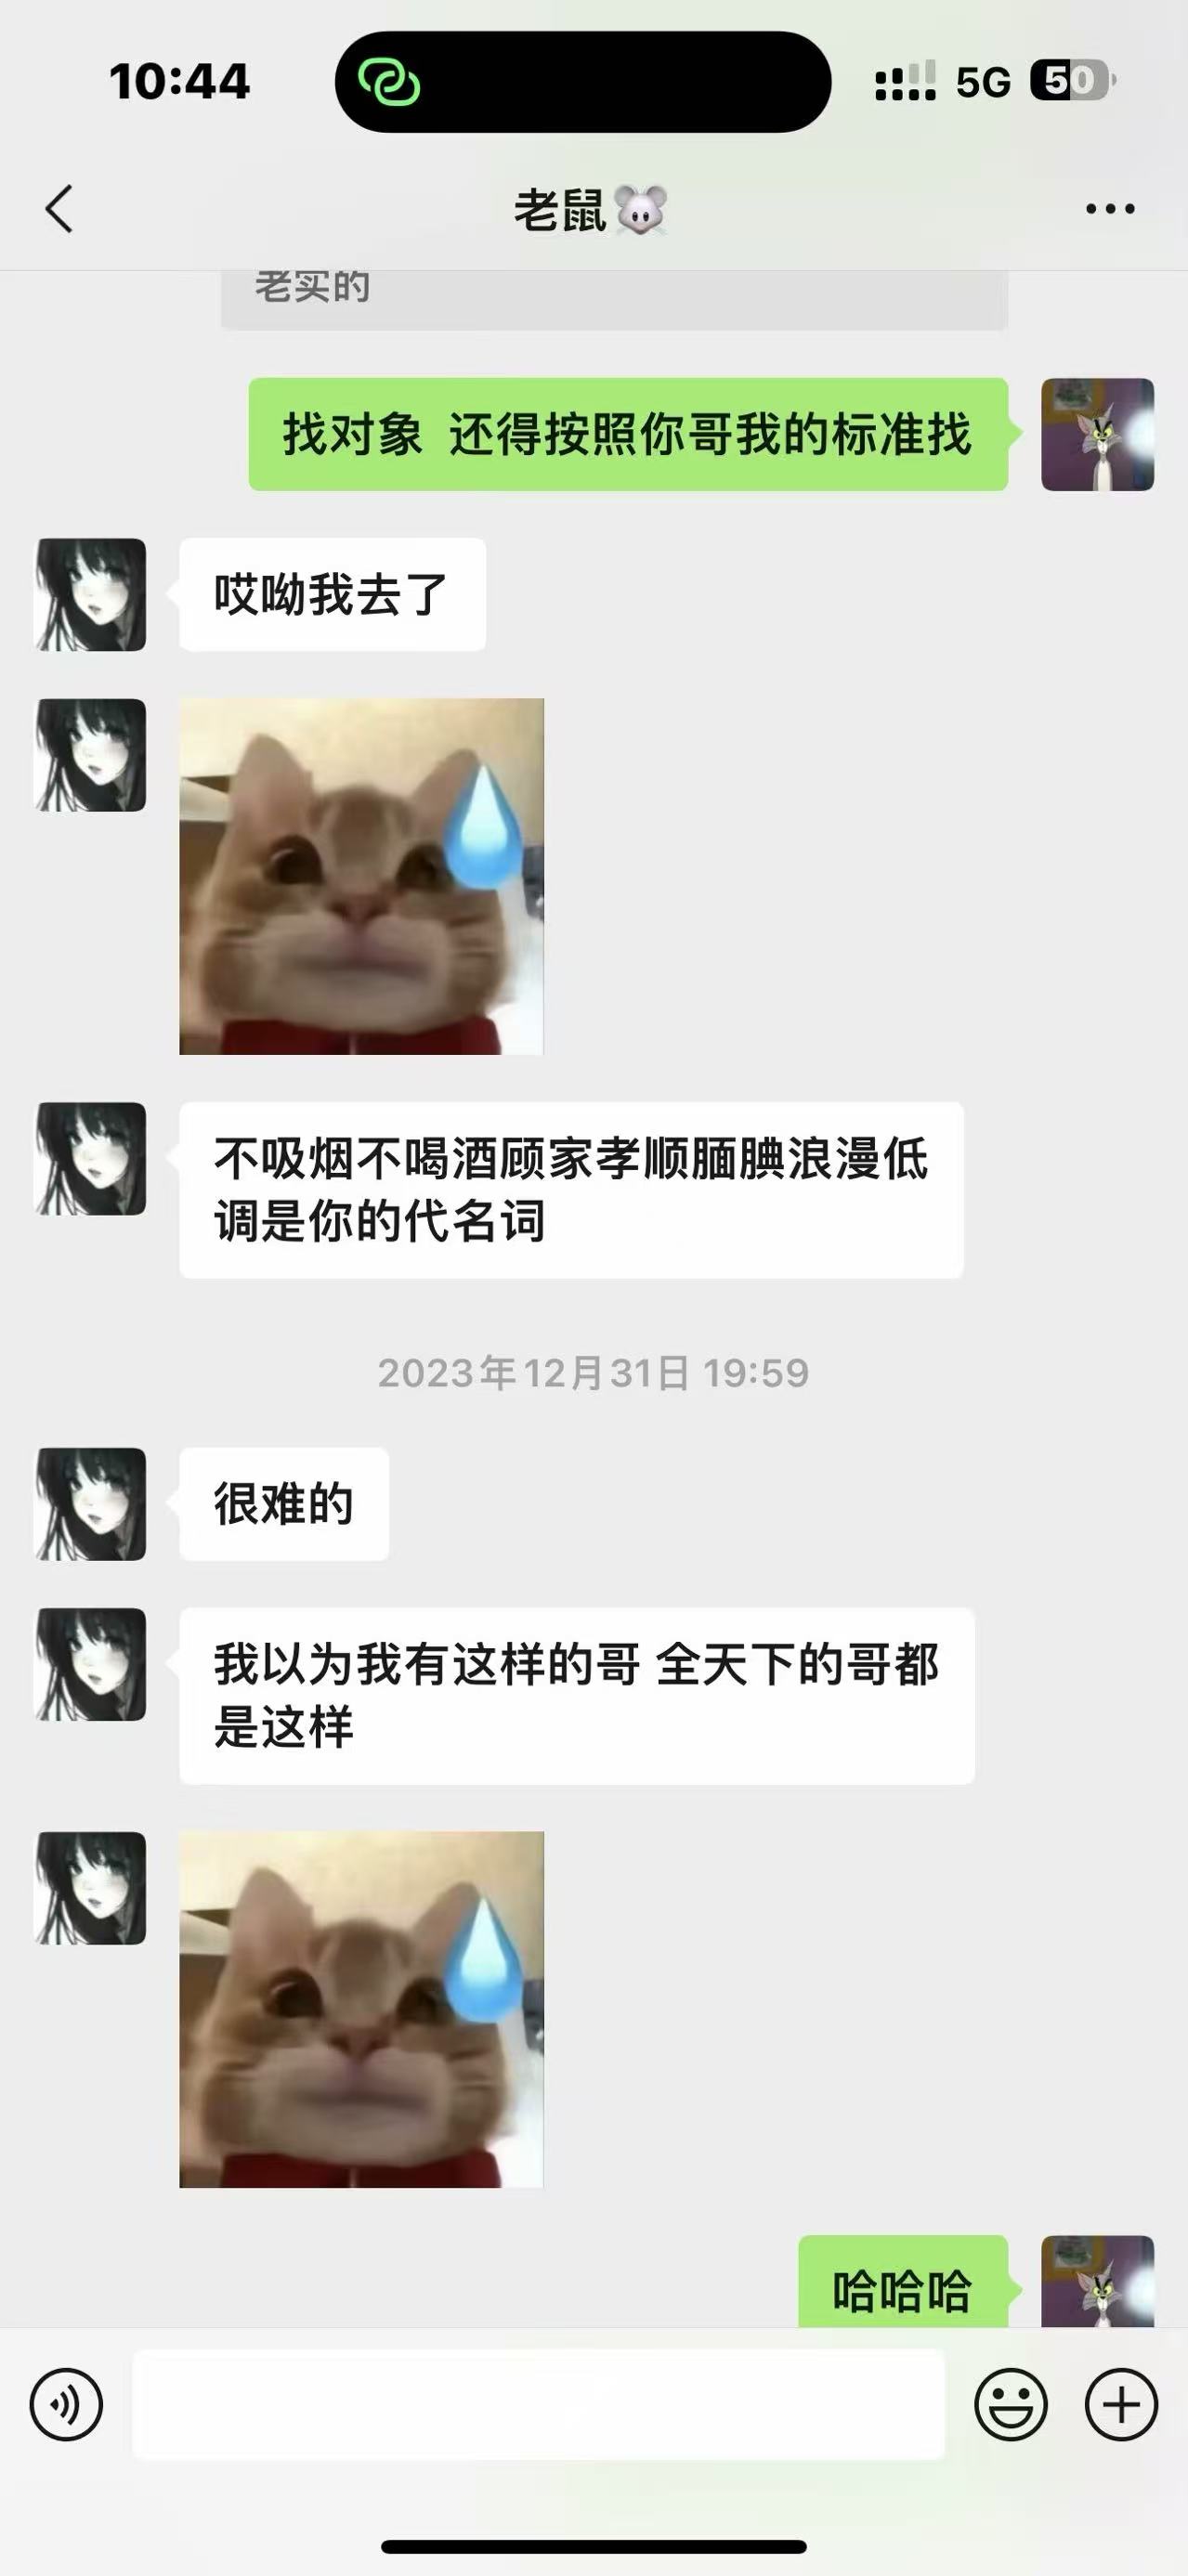 10:44
5G
50
老鼠🐭
老实的
找对象 还得按照你哥我的标准找
哎呦我去了
不吸烟不喝酒顾家孝顺腼腆浪漫低
调是你的代名词
2023年12月31日 19:59
很难的
我以为我有这样的哥 全天下的哥都
是这样
哈哈哈